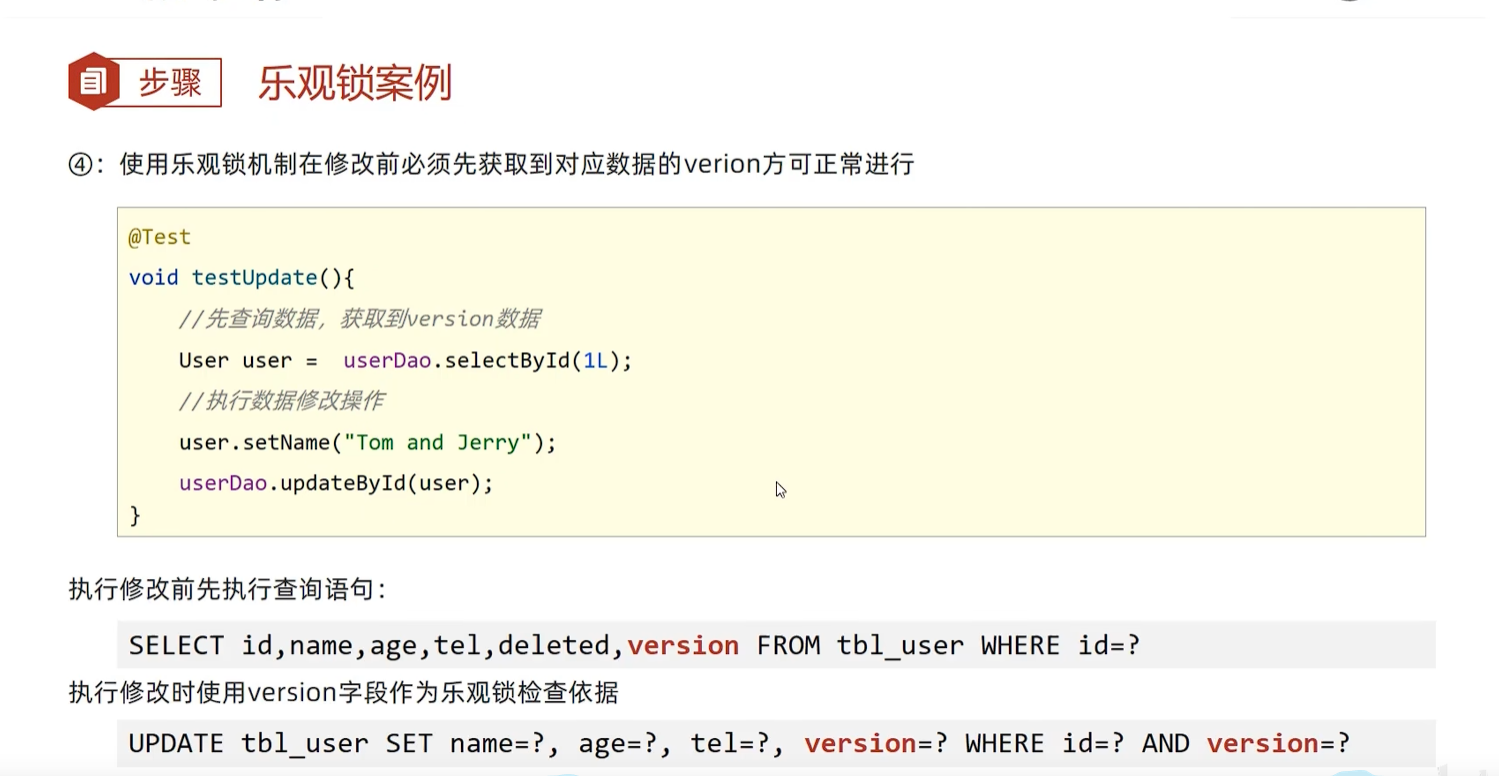 步骤 乐观锁案例
④：使用乐观锁机制在修改前必须先获取到对应数据的verion方可正常进行
@Test
void testUpdate(){
//先查询数据，获取到version数据
User user = userDao.selectById(1L);
//执行数据修改操作
user.setName("Tom and Jerry");
userDao.updateById(user);
}
执行修改前先执行查询语句：
SELECT id,name,age,tel,deleted,version FROM tbl_user WHERE id=?
执行修改时使用version字段作为乐观锁检查依据
UPDATE tbl_user SET name=?, age=?, tel=?, version=? WHERE id=? AND version=?